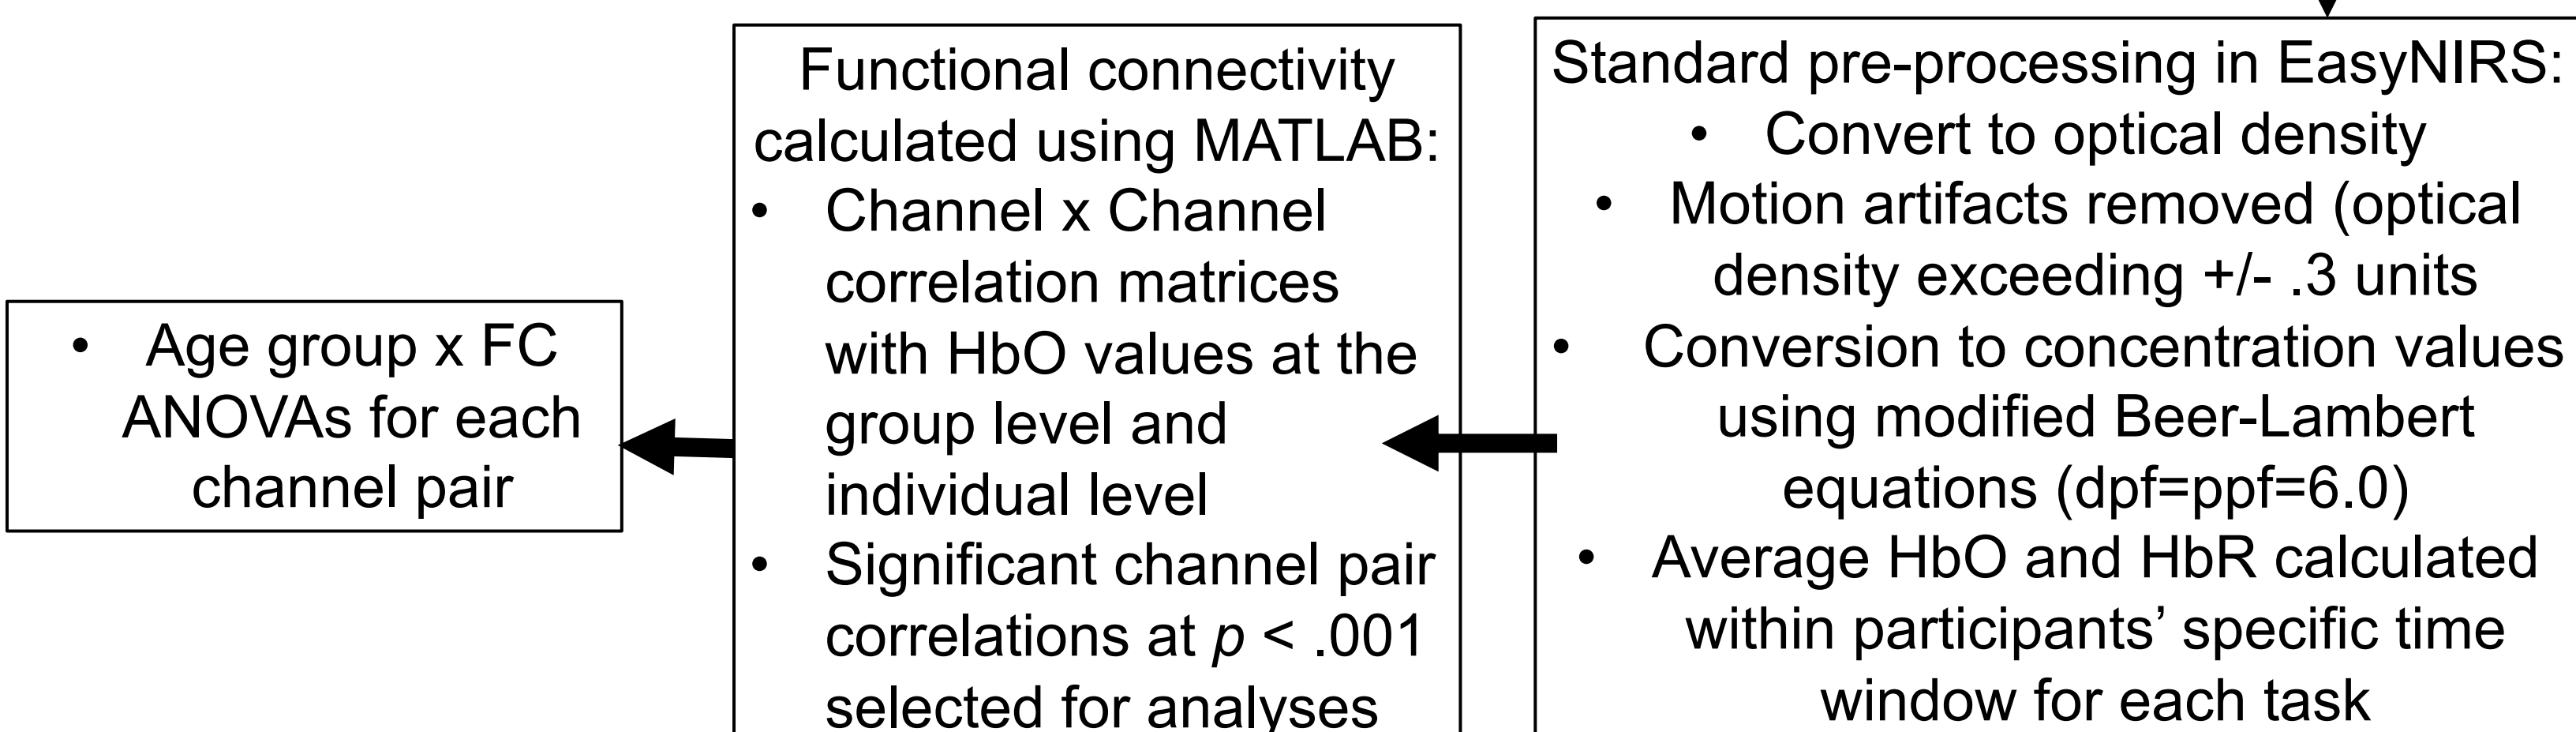 Functional connectivity
calculated using MATLAB:
• Channel x Channel
correlation matrices
with HbO values at the
group level and
individual level
• Significant channel pair
correlations at p < .001
selected for analyses
Standard pre-processing in EasyNIRS:
• Convert to optical density
• Motion artifacts removed (optical
density exceeding +/- .3 units
• Conversion to concentration values
using modified Beer-Lambert
equations (dpf=ppf=6.0)
• Average HbO and HbR calculated
within participants’ specific time
window for each task
• Age group x FC
ANOVAs for each
channel pair